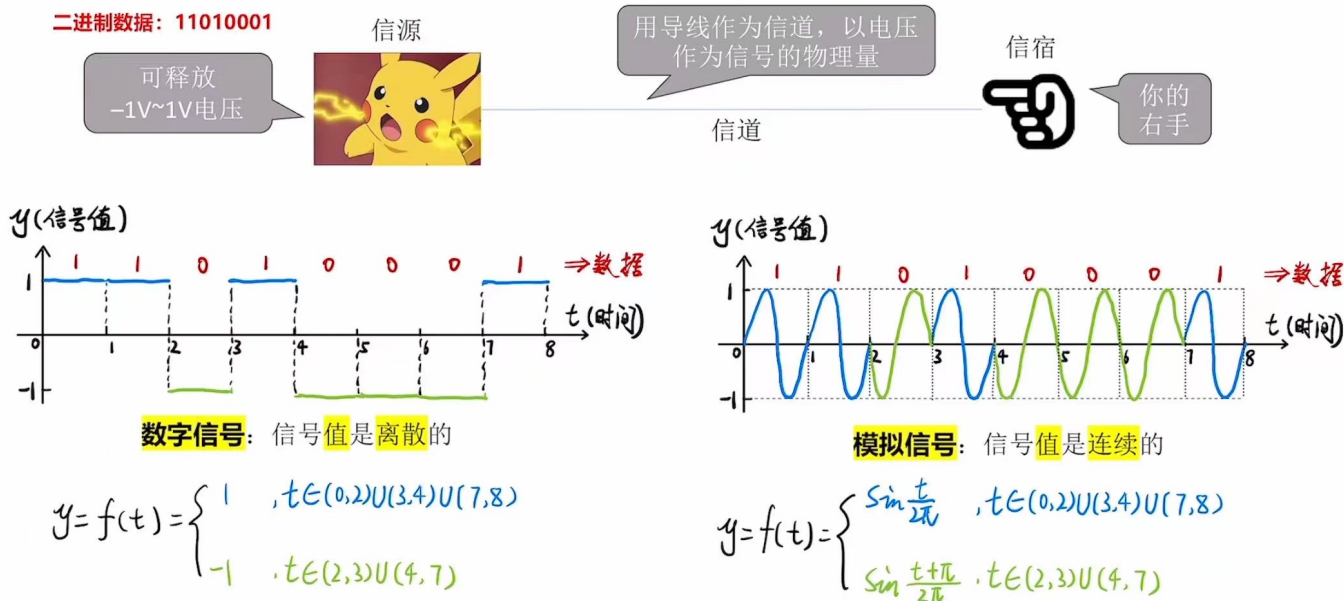 二进制数据：11010001
信源
可释放
–1V~1V电压
用导线作为信道，以电压
作为信号的物理量
信道
信宿
你的
右手
y(信号值)
1 1 0 1 0 0 0 1 ⇒数据
1
t(时间)
0 1 2 3 4 5 6 7 8
-1
数字信号：信号值是离散的
y=f(t)={
1 ,t∈(0,2)∪(3,4)∪(7,8)
-1 ,t∈(2,3)∪(4,7)
y(信号值)
1 1 0 1 0 0 0 1 ⇒数据
1
t(时间)
0 1 2 3 4 5 6 7 8
-1
模拟信号：信号值是连续的
y=f(t)={
sin t/2π ,t∈(0,2)∪(3,4)∪(7,8)
sin t+π/2π ,t∈(2,3)∪(4,7)